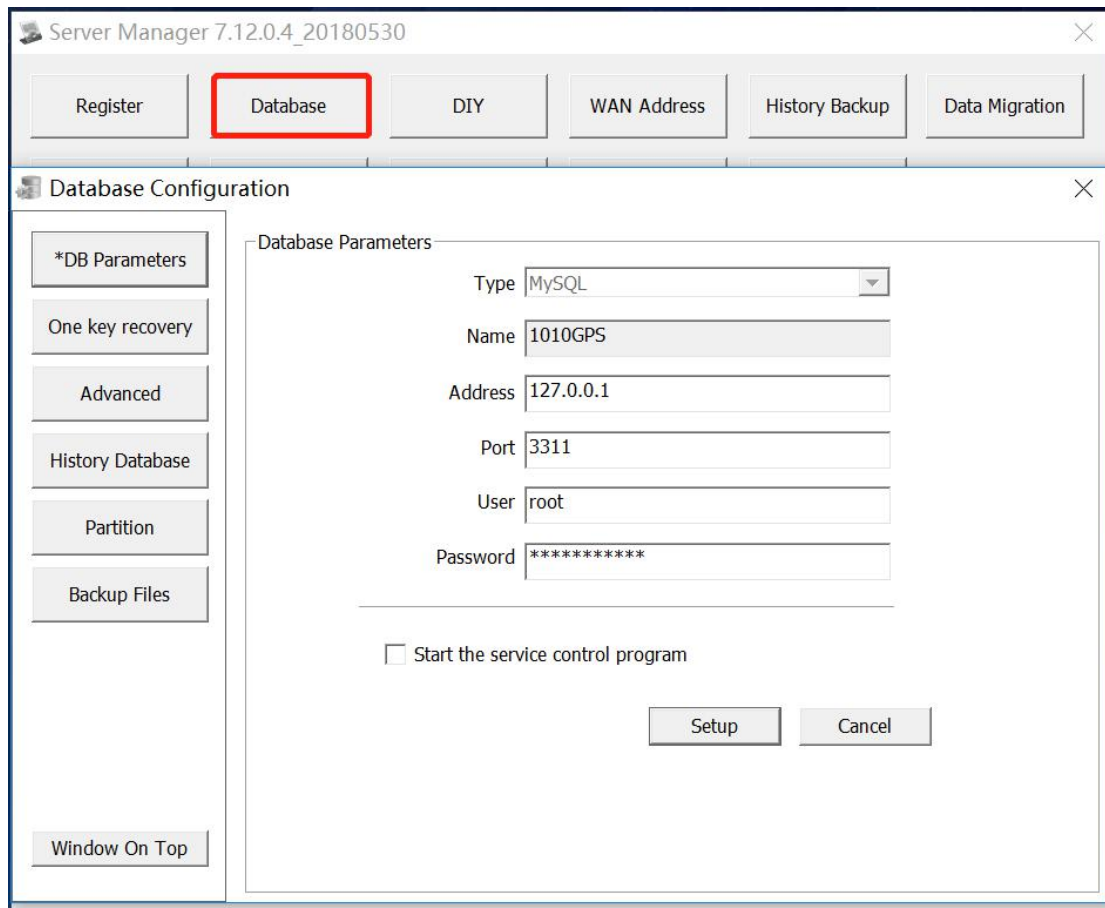 Server Manager 7.12.0.4_20180530
Register Database DIY WAN Address History Backup Data Migration
Database Configuration
*DB Parameters
One key recovery
Advanced
History Database
Partition
Backup Files
Window On Top
Database Parameters
Type MySQL
Name 1010GPS
Address 127.0.0.1
Port 3311
User root
Password ***********
Start the service control program
Setup Cancel